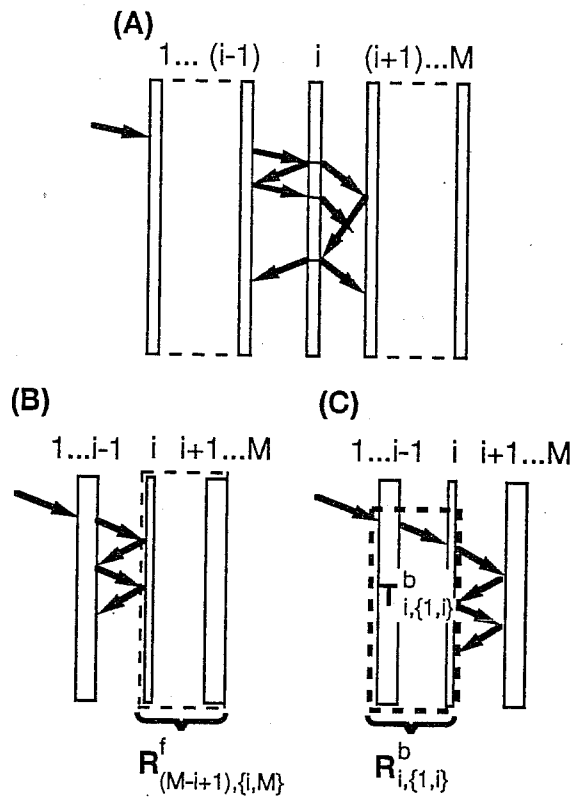 (A)
1... (i-1) i (i+1)...M
(B) (C)
1...i-1 i i+1...M 1...i-1 i i+1...M
T^b_{i,{1,i}}
R^f_{(M-i+1),{i,M}} R^b_{i,{1,i}}